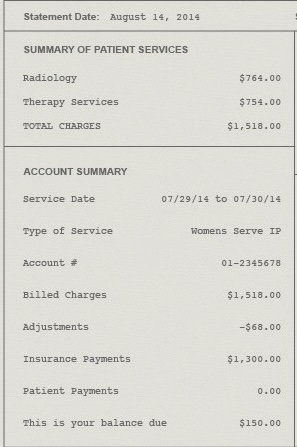 Statement Date: August 14, 2014
SUMMARY OF PATIENT SERVICES
Radiology $764.00
Therapy Services $754.00
TOTAL CHARGES $1,518.00
ACCOUNT SUMMARY
Service Date 07/29/14 to 07/30/14
Type of Service Womens Serve IP
Account # 01-2345678
Billed Charges $1,518.00
Adjustments -$68.00
Insurance Payments $1,300.00
Patient Payments 0.00
This is your balance due $150.00